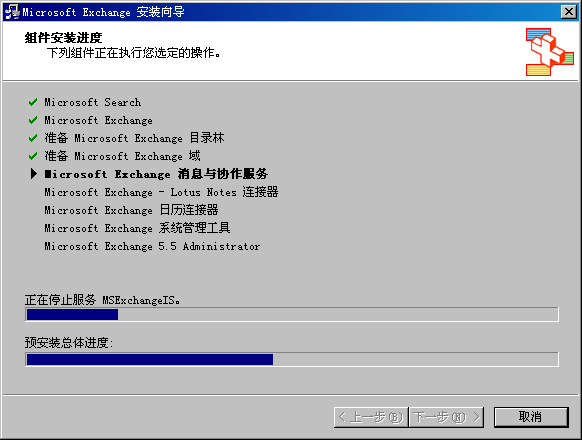 Microsoft Exchange 安装向导
组件安装进度
下列组件正在执行您选定的操作。
Microsoft Search
Microsoft Exchange
准备 Microsoft Exchange 目录林
准备 Microsoft Exchange 域
Microsoft Exchange 消息与协作服务
Microsoft Exchange - Lotus Notes 连接器
Microsoft Exchange 日历连接器
Microsoft Exchange 系统管理工具
Microsoft Exchange 5.5 Administrator
正在停止服务 MSExchangeIS。
预安装总体进度:
< 上一步(B) 下一步(N) > 取消